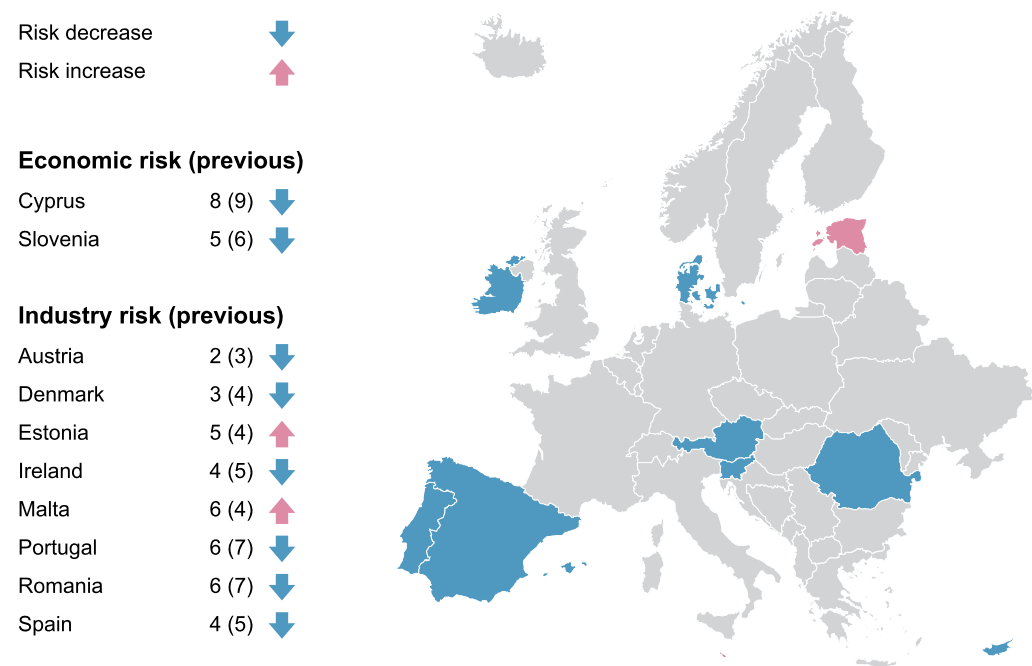 Risk decrease
Risk increase
Economic risk (previous)
Cyprus 8 (9)
Slovenia 5 (6)
Industry risk (previous)
Austria 2 (3)
Denmark 3 (4)
Estonia 5 (4)
Ireland 4 (5)
Malta 6 (4)
Portugal 6 (7)
Romania 6 (7)
Spain 4 (5)